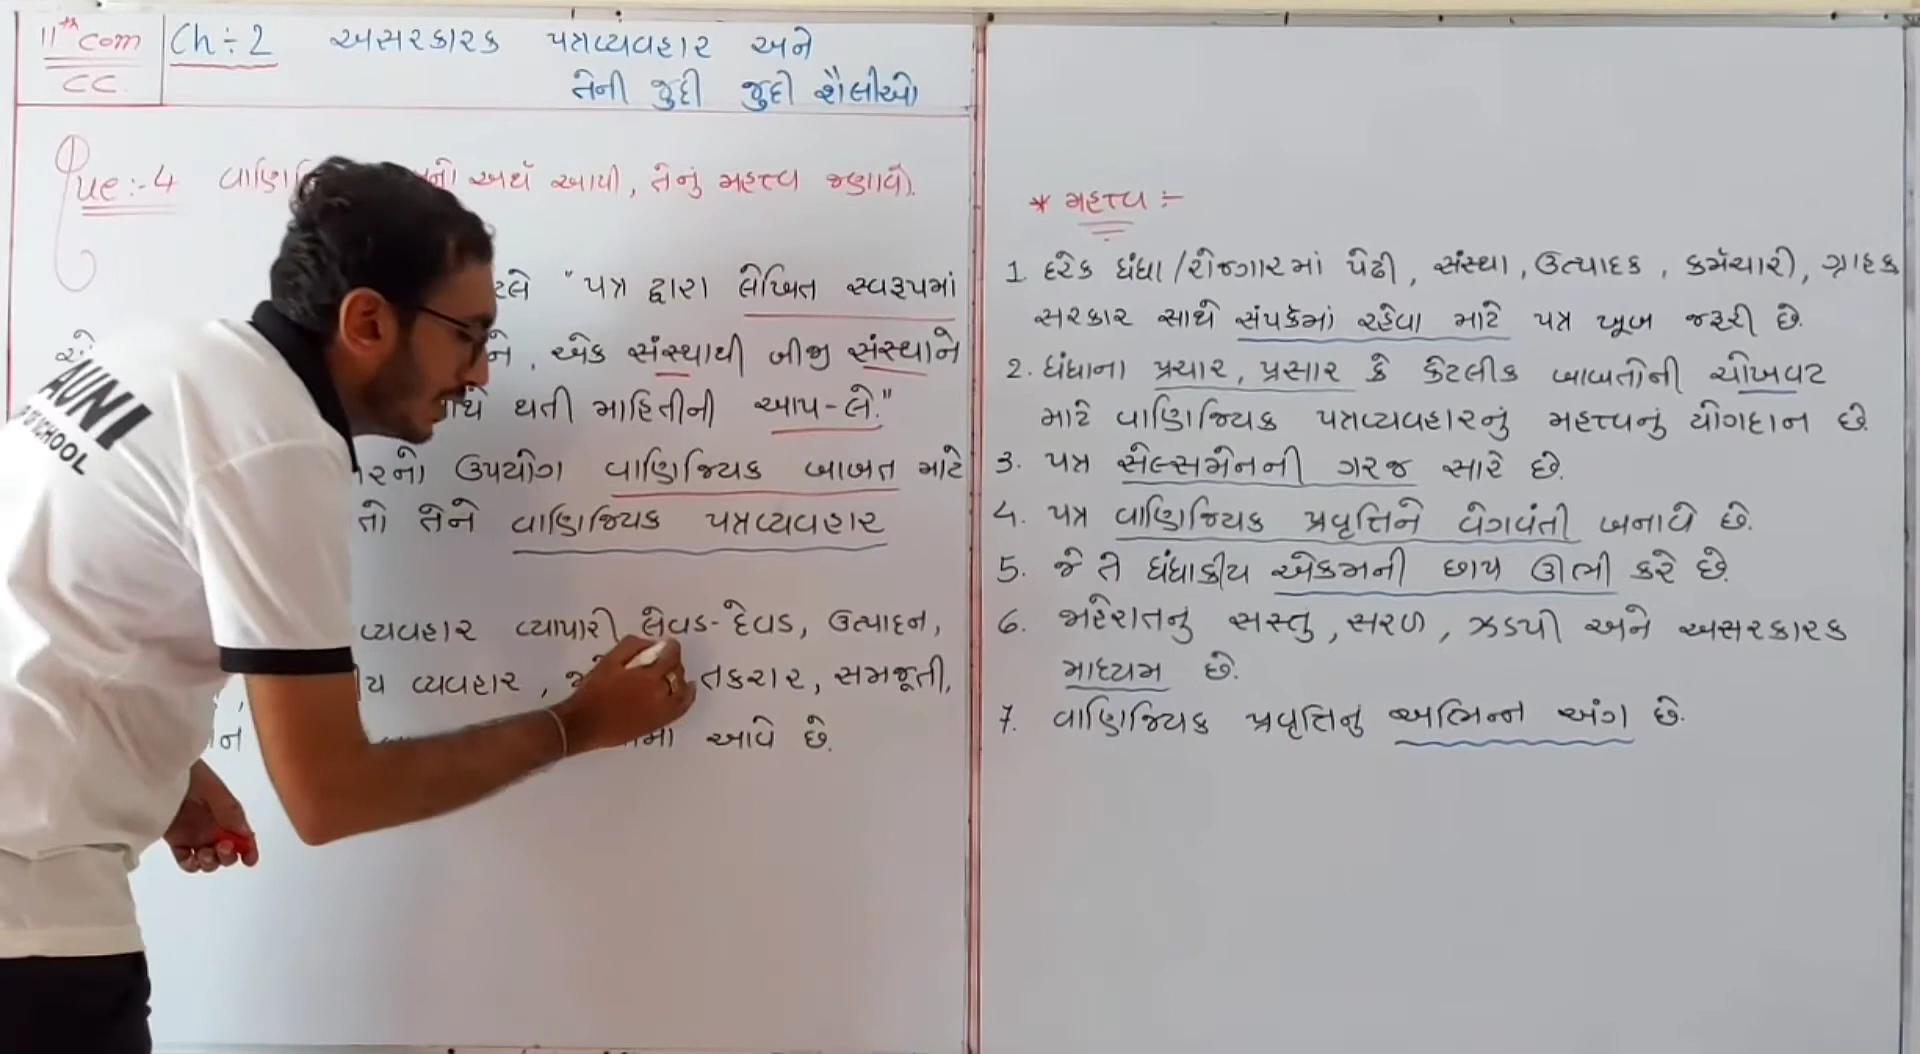 11th com
CC.
Ch ÷ 2 અસરકારક પત્રવ્યવહાર અને
તેની જુદી જુદી શૈલીઓ
Que :- 4 અર્થ આપી, તેનું મહત્ત્વ જણાવો.
"પત્ર દ્વારા લેખિત સ્વરૂપમાં
એક સંસ્થાથી બીજી સંસ્થાને
થતી માહિતીની આપ-લે."
ઉપયોગ વાણિજ્યિક બાબત માટે
તો તેને વાણિજ્યિક પત્રવ્યવહાર
વ્યવહાર વ્યાપારી લેવડ-દેવડ, ઉત્પાદન,
વ્યવહાર, તકરાર, સમજૂતી,
આવે છે.
* મહત્ત્વ :-
1. દરેક ધંધા/રોજગારમાં પેઢી, સંસ્થા, ઉત્પાદક, કર્મચારી, ગ્રાહક
સરકાર સાથે સંપર્કમાં રહેવા માટે પત્ર ખૂબ જરૂરી છે.
2. ધંધાના પ્રચાર, પ્રસાર કે કેટલીક બાબતોની ચોખવટ
માટે વાણિજ્યિક પત્રવ્યવહારનું મહત્ત્વનું યોગદાન છે.
3. પત્ર સેલ્સમેનની ગરજ સારે છે.
4. પત્ર વાણિજ્યિક પ્રવૃત્તિને વેગવંતી બનાવે છે.
5. જે તે ધંધાકીય એકમની છાપ ઊભી કરે છે.
6. જાહેરાતનું સસ્તુ, સરળ, ઝડપી અને અસરકારક
માધ્યમ છે.
7. વાણિજ્યિક પ્રવૃત્તિનું અભિન્ન અંગ છે.
AUNI
SCHOOL